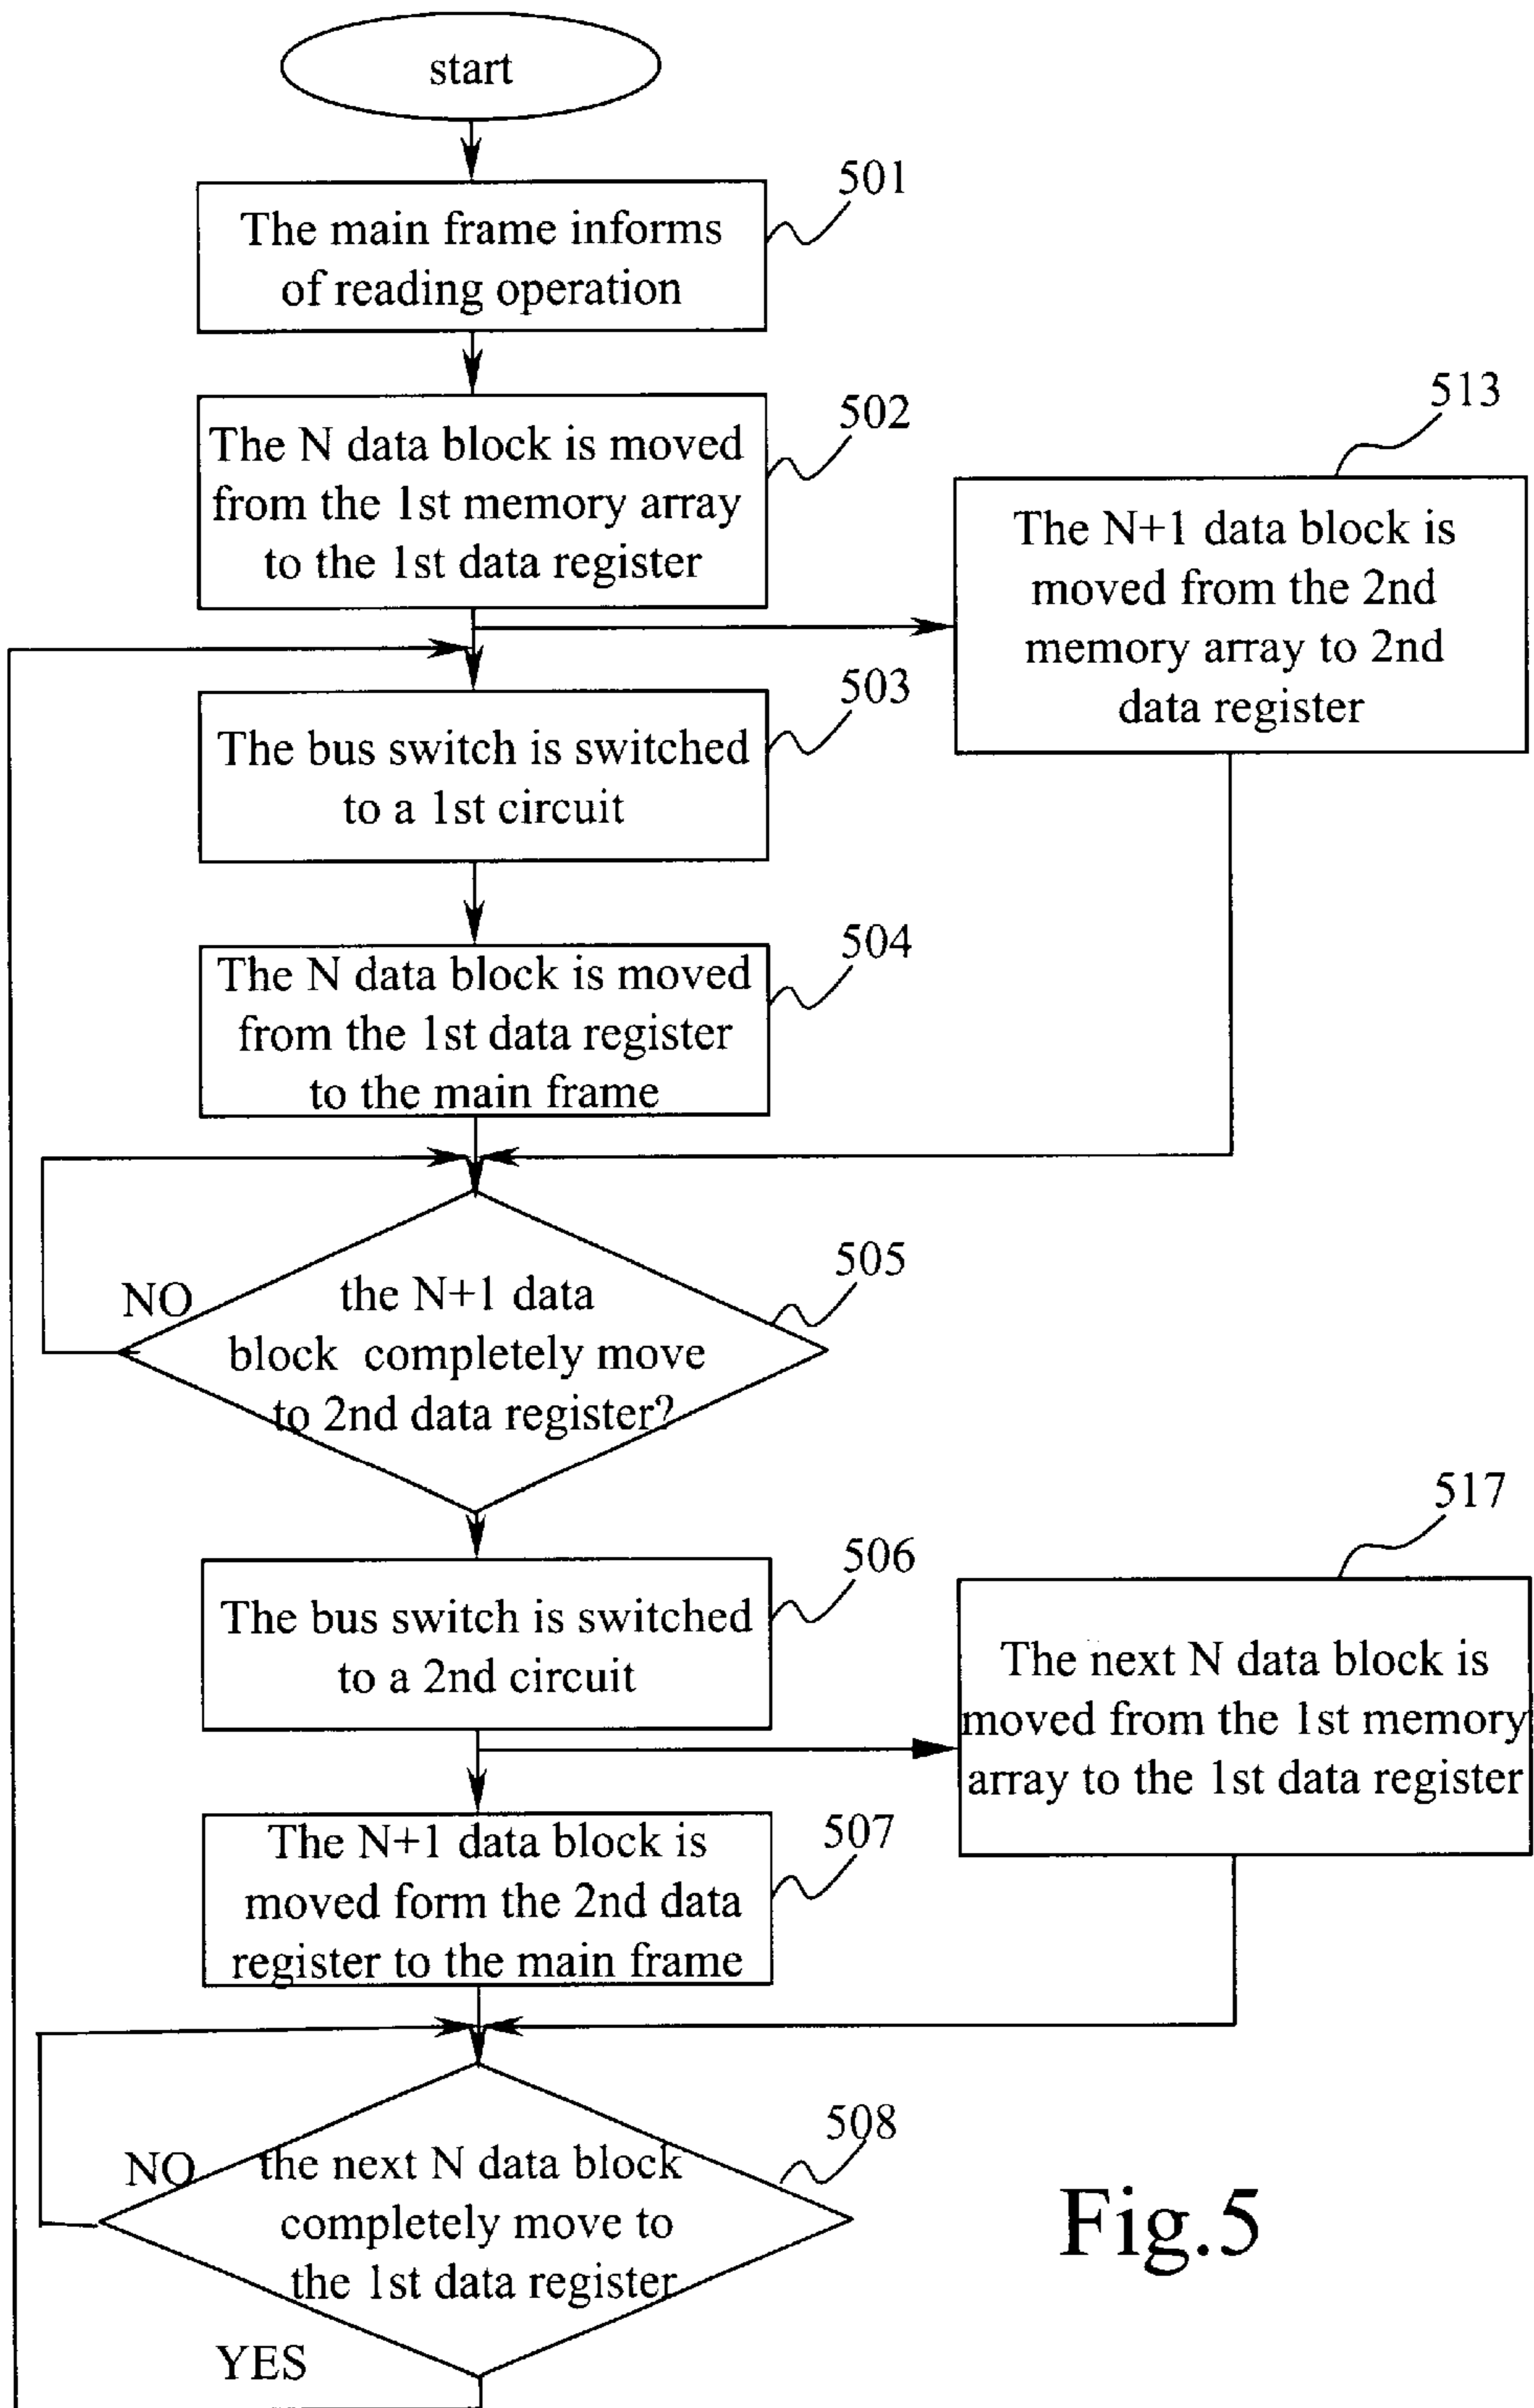 start
501
The main frame informs
of reading operation
502
The N data block is moved
from the 1st memory array
to the 1st data register
513
The N+1 data block is
moved from the 2nd
memory array to 2nd
data register
503
The bus switch is switched
to a 1st circuit
504
The N data block is moved
from the 1st data register
to the main frame
505
NO
the N+1 data
block completely move
to 2nd data register?
506
The bus switch is switched
to a 2nd circuit
517
The next N data block is
moved from the 1st memory
array to the 1st data register
507
The N+1 data block is
moved form the 2nd data
register to the main frame
508
NO
the next N data block
completely move to
the 1st data register
YES
Fig.5